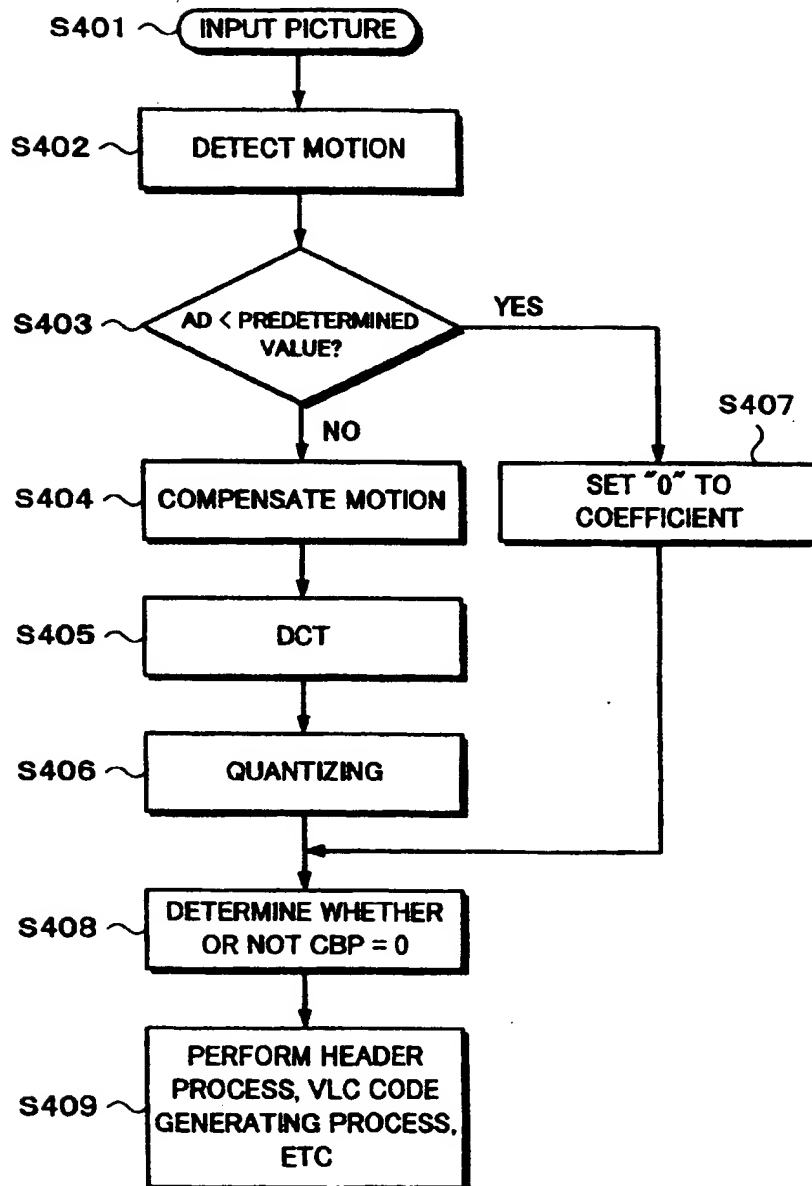 S401
INPUT PICTURE
S402
DETECT MOTION
S403
AD < PREDETERMINED
VALUE?
YES
NO
S407
SET "0" TO
COEFFICIENT
S404
COMPENSATE MOTION
S405
DCT
S406
QUANTIZING
S408
DETERMINE WHETHER
OR NOT CBP = 0
S409
PERFORM HEADER
PROCESS, VLC CODE
GENERATING PROCESS,
ETC